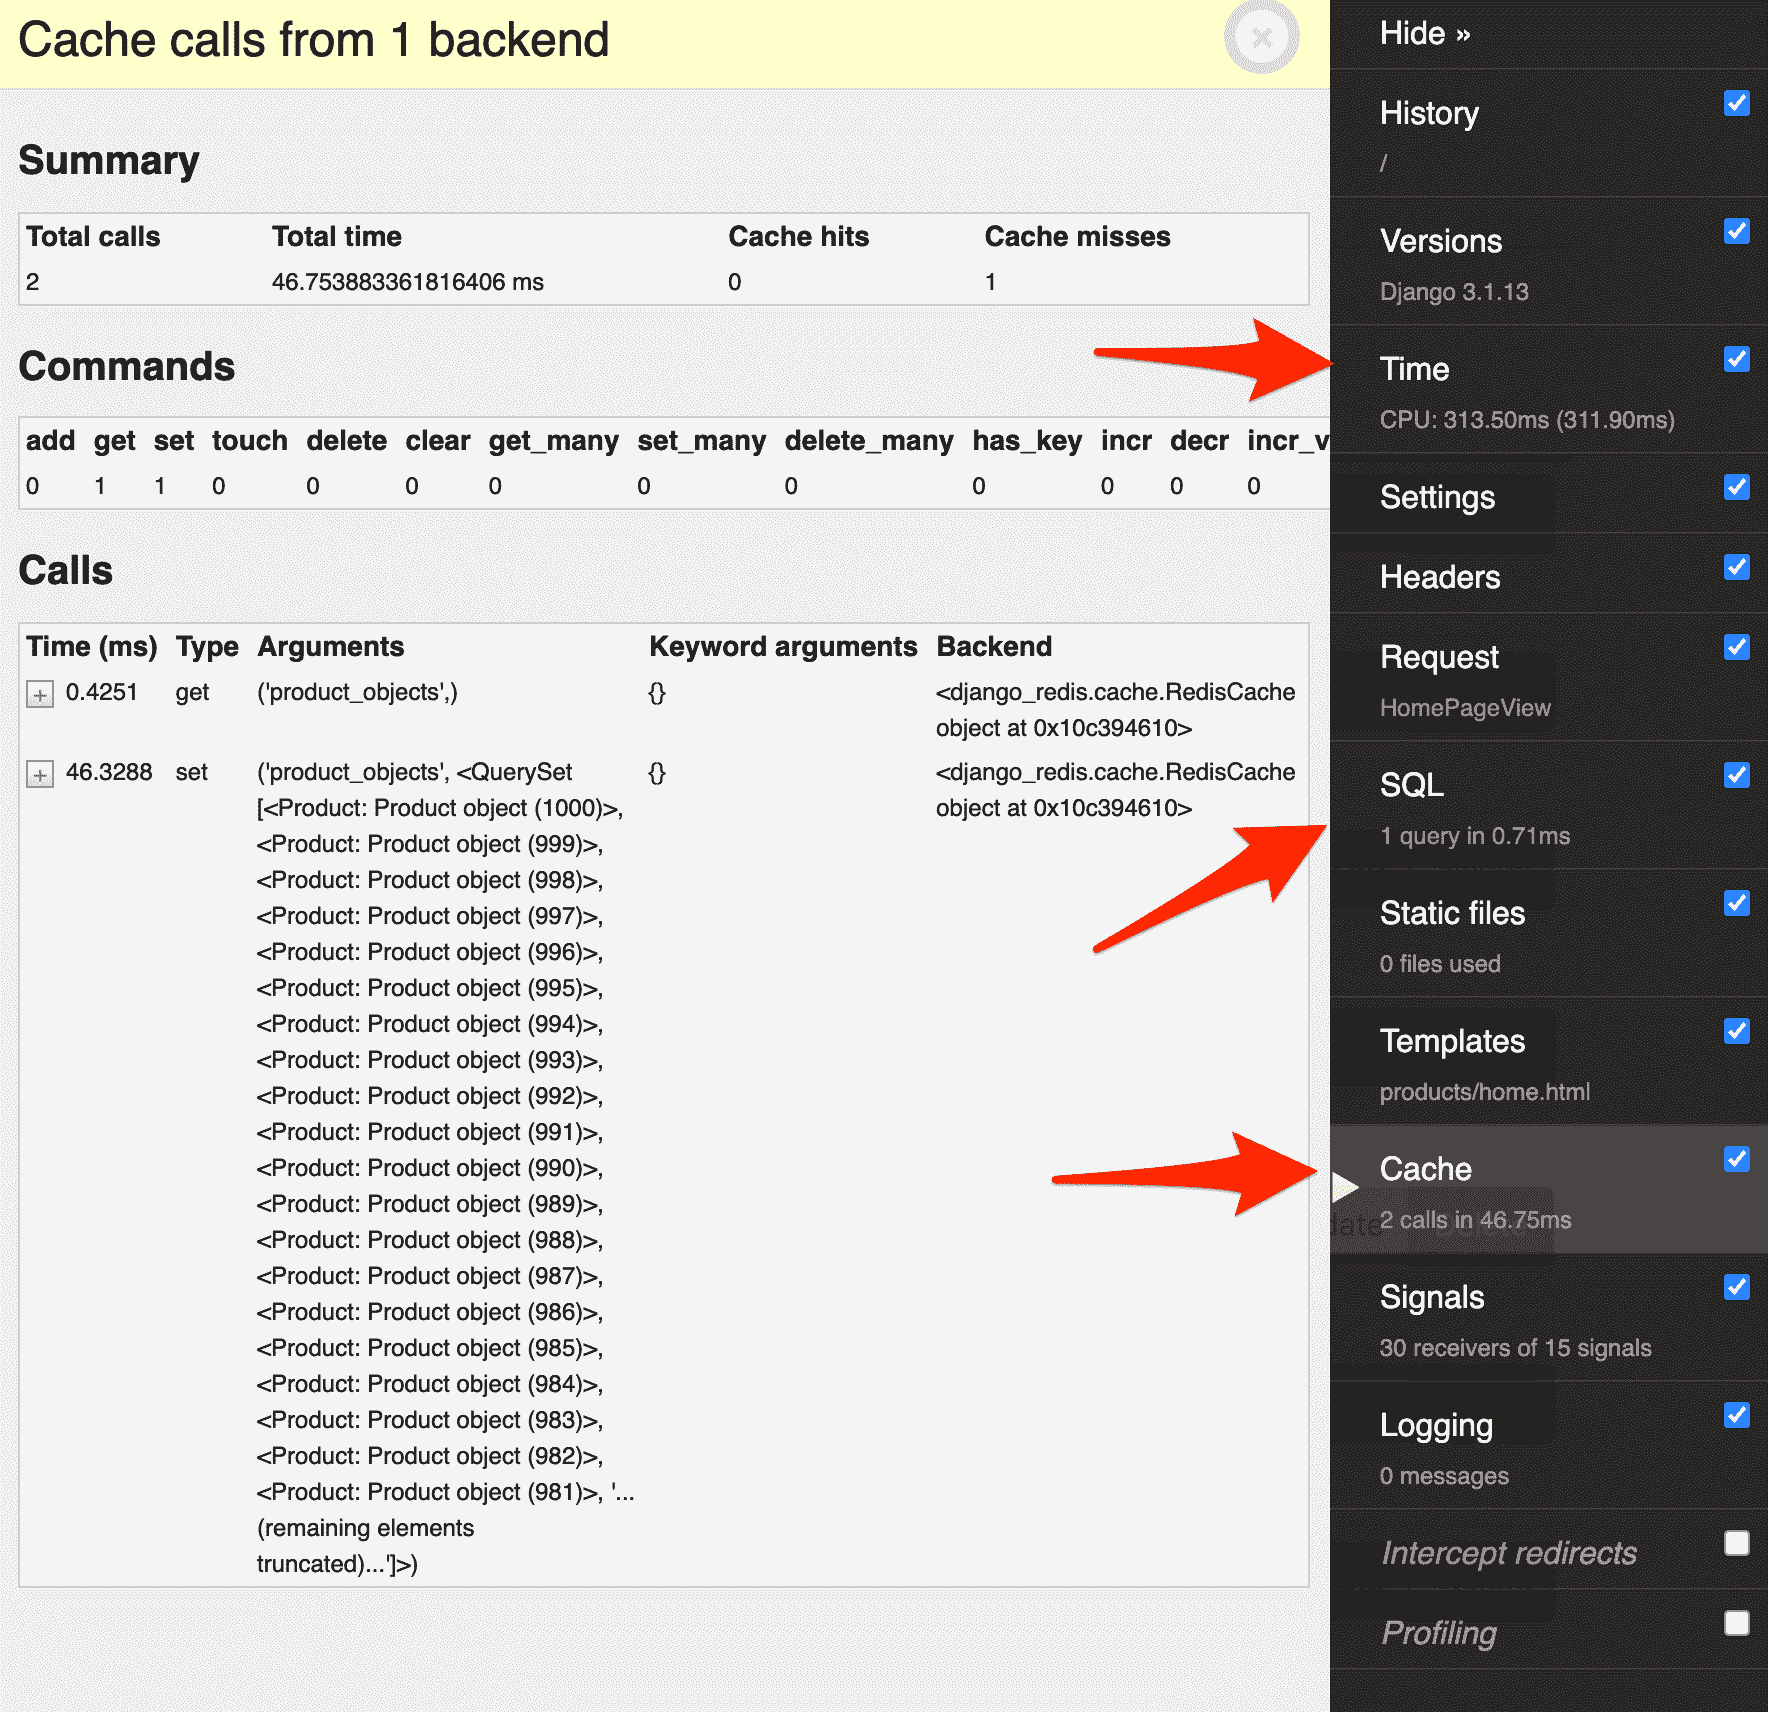 Cache calls from 1 backend
Summary
Total calls Total time Cache hits Cache misses
2 46.753883361816406 ms 0 1
Commands
add get set touch delete clear get_many set_many delete_many has_key incr decr incr_v
0 1 1 0 0 0 0 0 0 0 0 0 0
Calls
Time (ms) Type Arguments Keyword arguments Backend
+ 0.4251 get ('product_objects',) {} <django_redis.cache.RedisCache
object at 0x10c394610>
+ 46.3288 set ('product_objects', <QuerySet {} <django_redis.cache.RedisCache
[<Product: Product object (1000)>, object at 0x10c394610>
<Product: Product object (999)>,
<Product: Product object (998)>,
<Product: Product object (997)>,
<Product: Product object (996)>,
<Product: Product object (995)>,
<Product: Product object (994)>,
<Product: Product object (993)>,
<Product: Product object (992)>,
<Product: Product object (991)>,
<Product: Product object (990)>,
<Product: Product object (989)>,
<Product: Product object (988)>,
<Product: Product object (987)>,
<Product: Product object (986)>,
<Product: Product object (985)>,
<Product: Product object (984)>,
<Product: Product object (983)>,
<Product: Product object (982)>,
<Product: Product object (981)>, '...
(remaining elements
truncated)...']>)
Hide »
History
/
Versions
Django 3.1.13
Time
CPU: 313.50ms (311.90ms)
Settings
Headers
Request
HomePageView
SQL
1 query in 0.71ms
Static files
0 files used
Templates
products/home.html
Cache
2 calls in 46.75ms
Signals
30 receivers of 15 signals
Logging
0 messages
Intercept redirects
Profiling